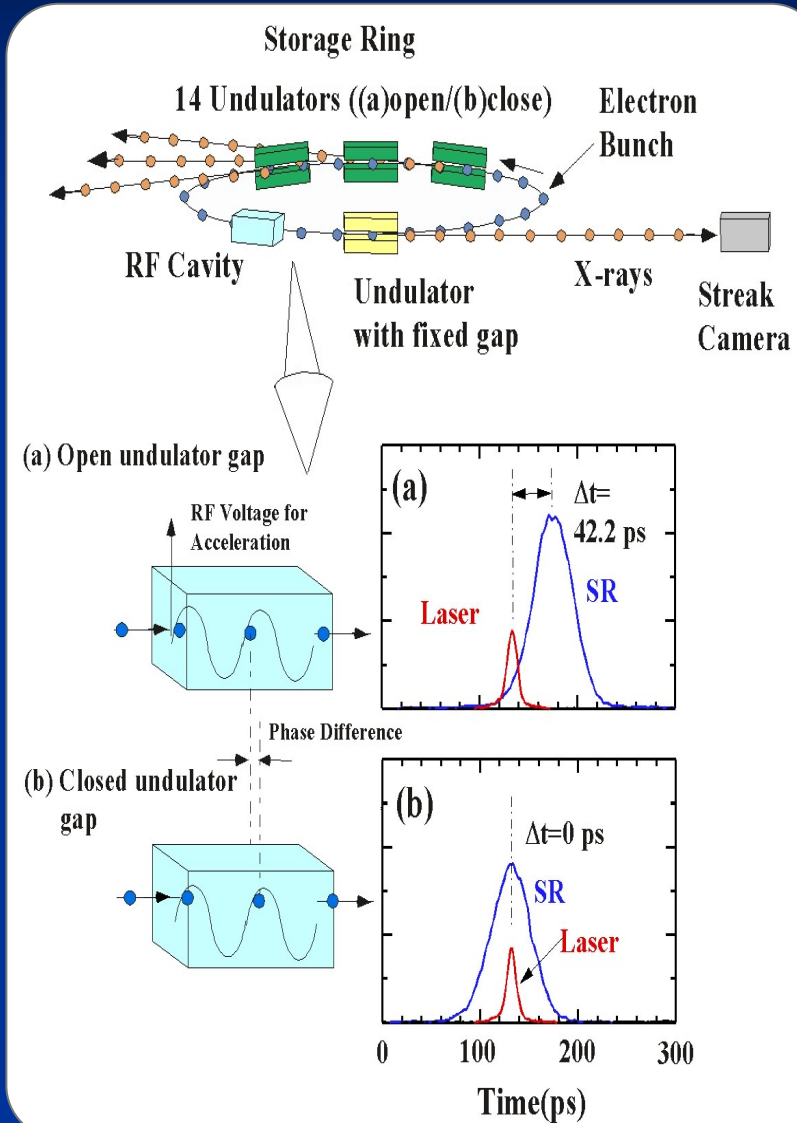 Storage Ring
14 Undulators ((a)open/(b)close)
Electron
Bunch
RF Cavity
Undulator
with fixed gap
X-rays
Streak
Camera
(a) Open undulator gap
RF Voltage for
Acceleration
(a)
Δt=
42.2 ps
SR
Laser
Phase Difference
(b) Closed undulator
gap
(b)
Δt=0 ps
SR
Laser
0 100 200 300
Time(ps)